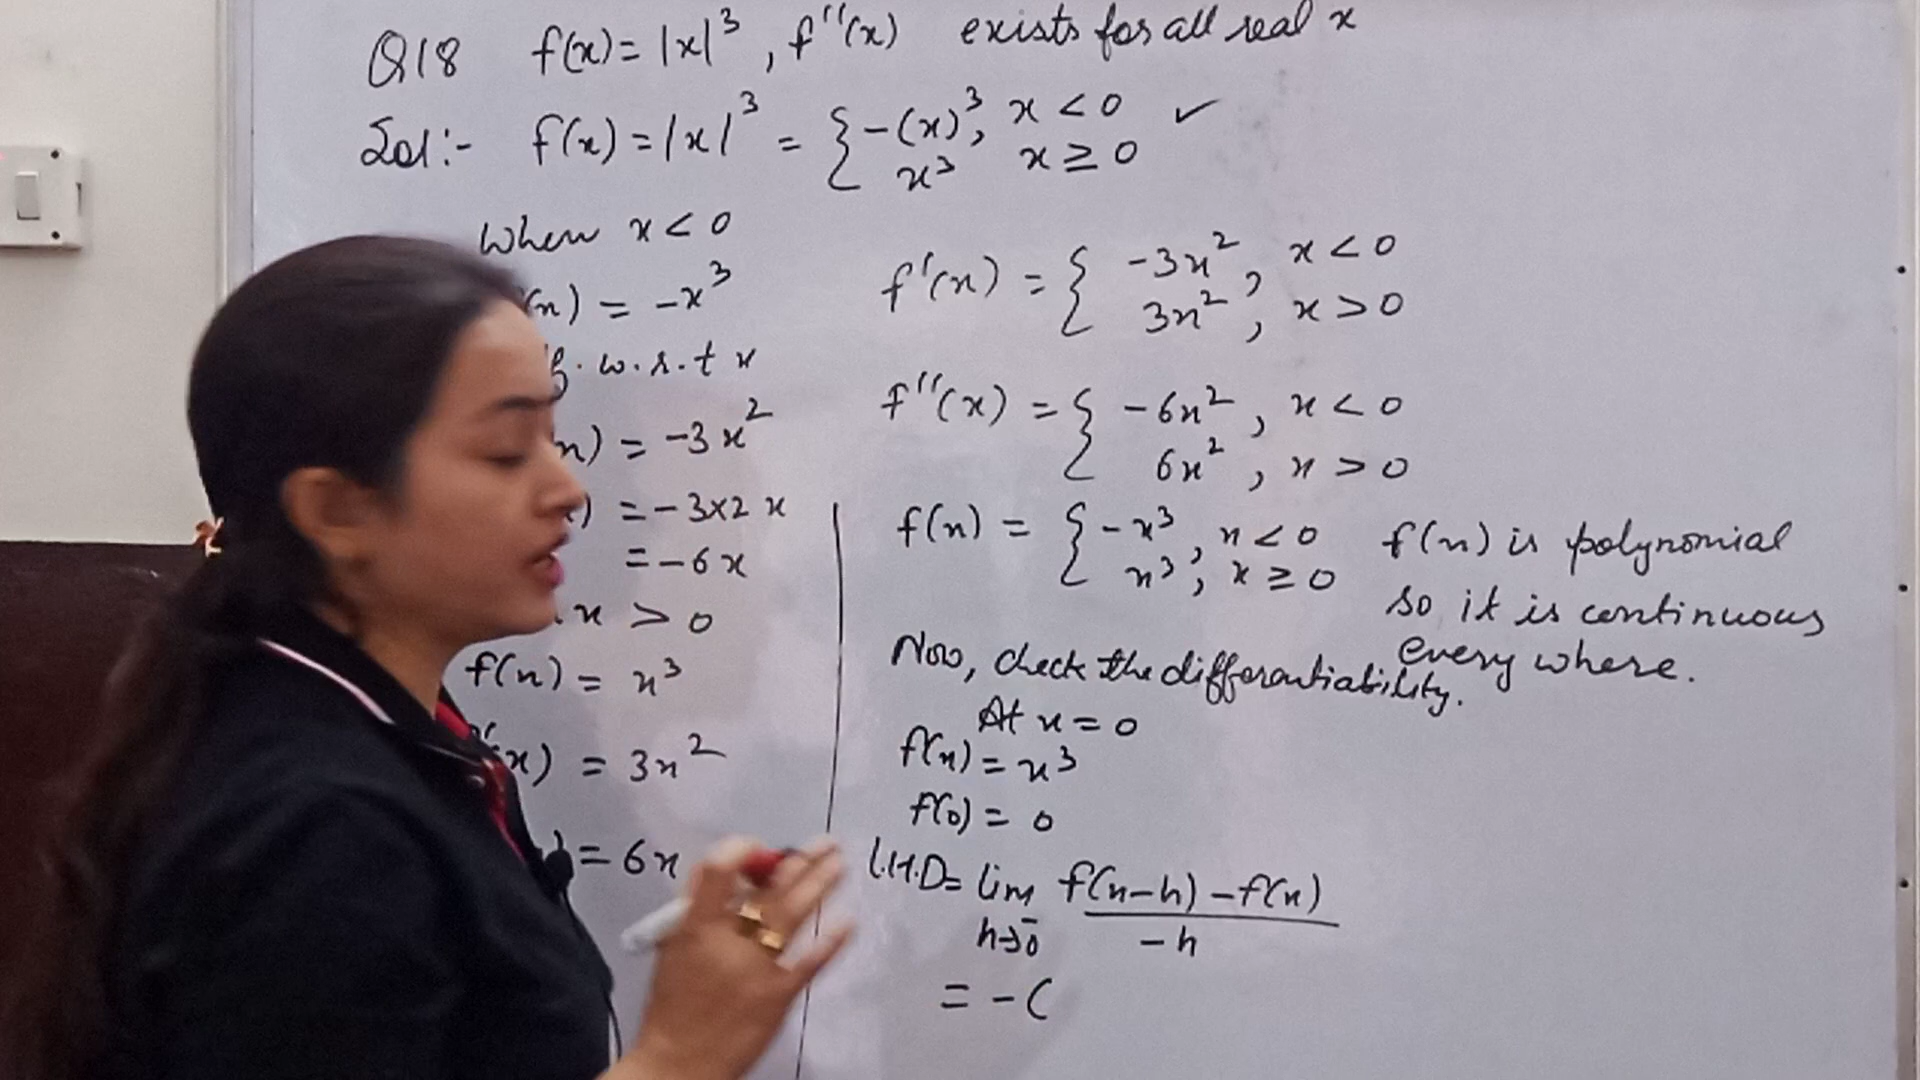 Q18 f(x) = |x|³, f''(x) exists for all real x
Sol:- f(x) = |x|³ = { -(x)³, x < 0 ✓
x³ x ≥ 0
When x < 0
(x) = -x³
w.r.t x
x) = -3x²
) = -3×2x
= -6x
x > 0
f(x) = x³
(x) = 3x²
) = 6x
f'(x) = { -3x², x < 0
3x², x > 0
f''(x) = { -6x², x < 0
6x², x > 0
f(x) = { -x³, x < 0
x³, x ≥ 0
f(x) is polynomial
so it is continuous
every where.
Now, check the differentiability.
At x = 0
f(x) = x³
f(0) = 0
L.H.D = lim f(x-h) - f(x)
h→0⁻ -h
= -(